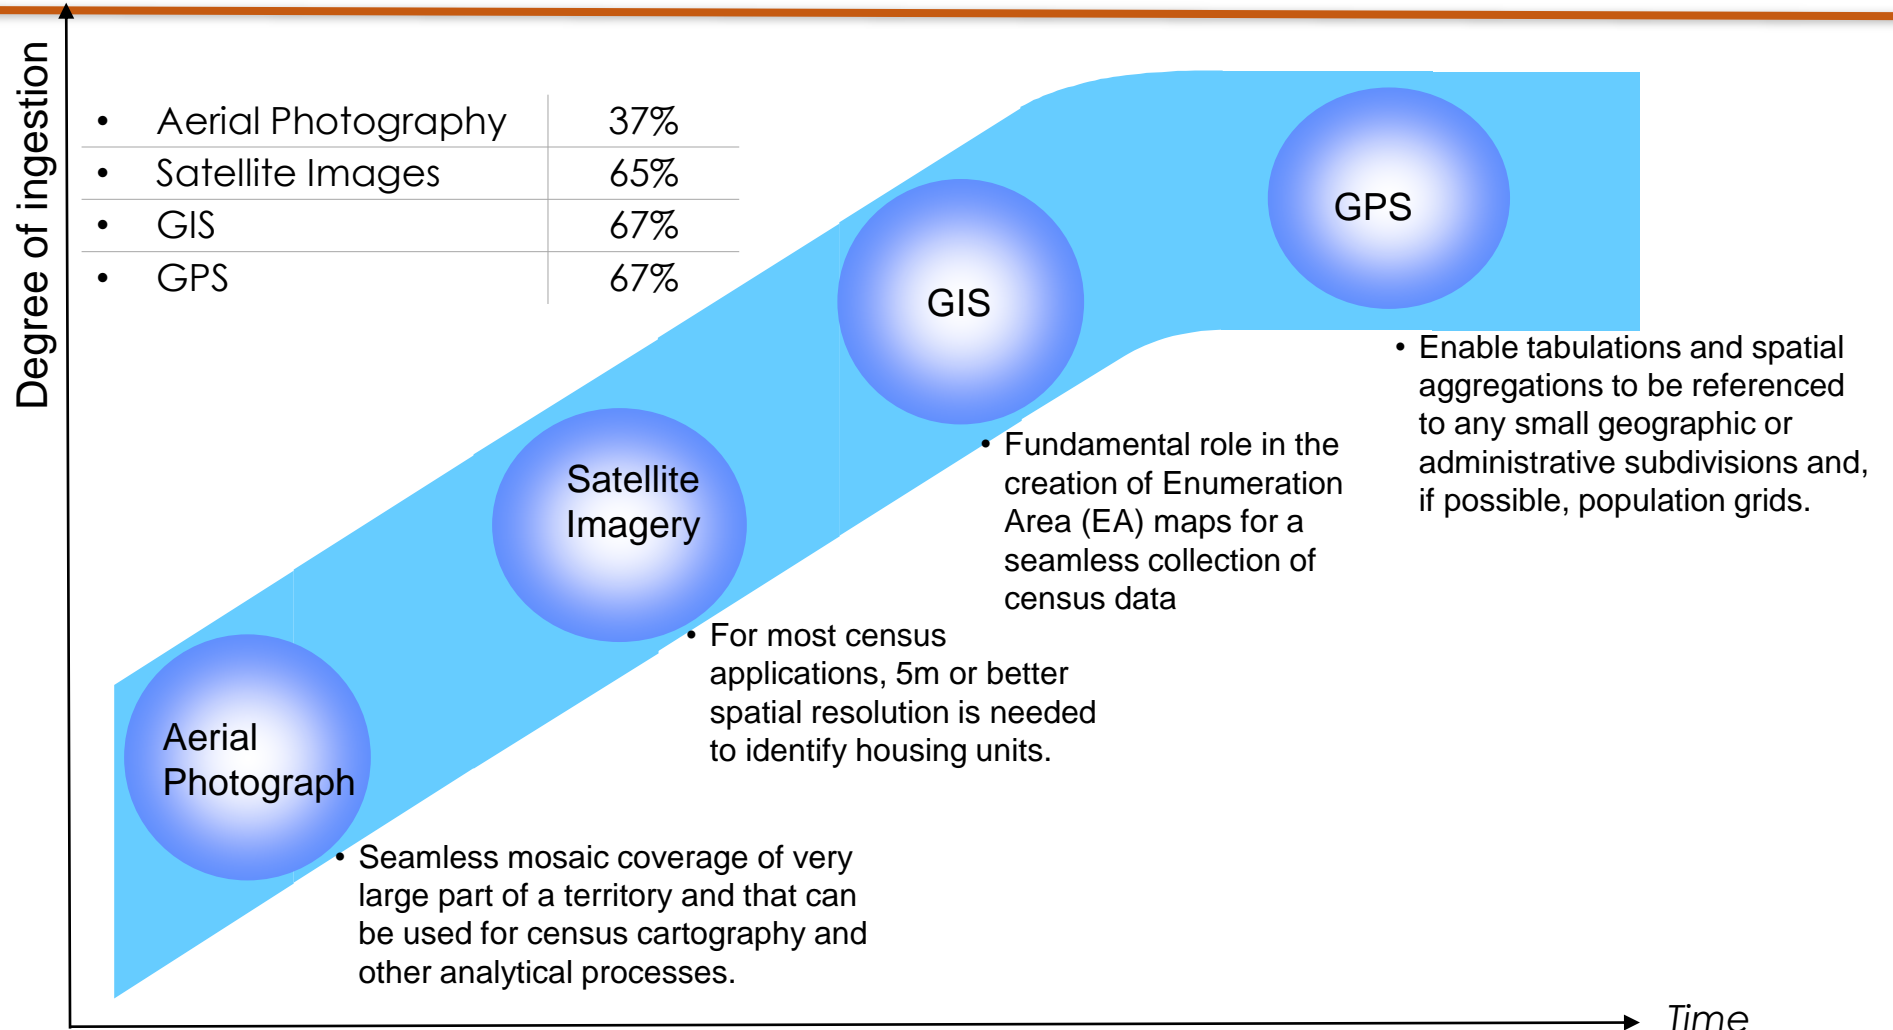 Degree of ingestion
• Aerial Photography 37%
• Satellite Images 65%
• GIS 67%
• GPS 67%
GPS
GIS
Satellite
Imagery
Aerial
Photograph
• Enable tabulations and spatial
aggregations to be referenced
to any small geographic or
administrative subdivisions and,
if possible, population grids.
• Fundamental role in the
creation of Enumeration
Area (EA) maps for a
seamless collection of
census data
• For most census
applications, 5m or better
spatial resolution is needed
to identify housing units.
• Seamless mosaic coverage of very
large part of a territory and that can
be used for census cartography and
other analytical processes.
Time